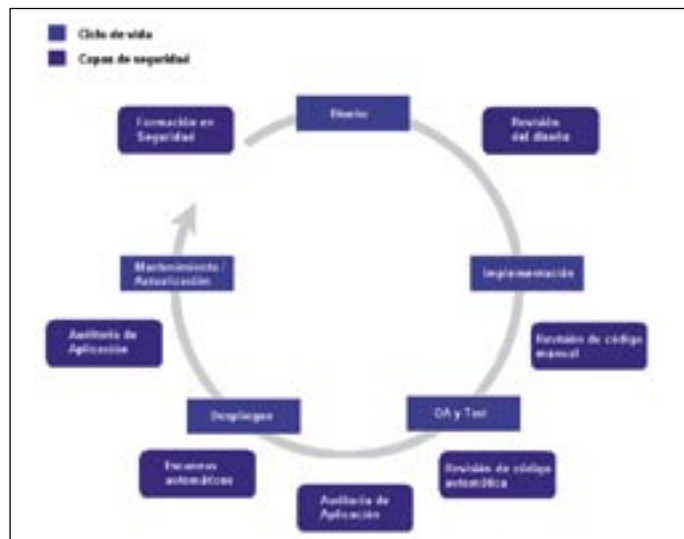 Ciclo de vida
Capas de seguridad
Diseño
Formación en
Seguridad
Revisión
del diseño
Mantenimiento /
Actualización
Implementación
Auditoría de
Aplicación
Revisión de código
manual
Despliegue
QA y Test
Escaneos
automáticos
Revisión de código
automática
Auditoría de
Aplicación